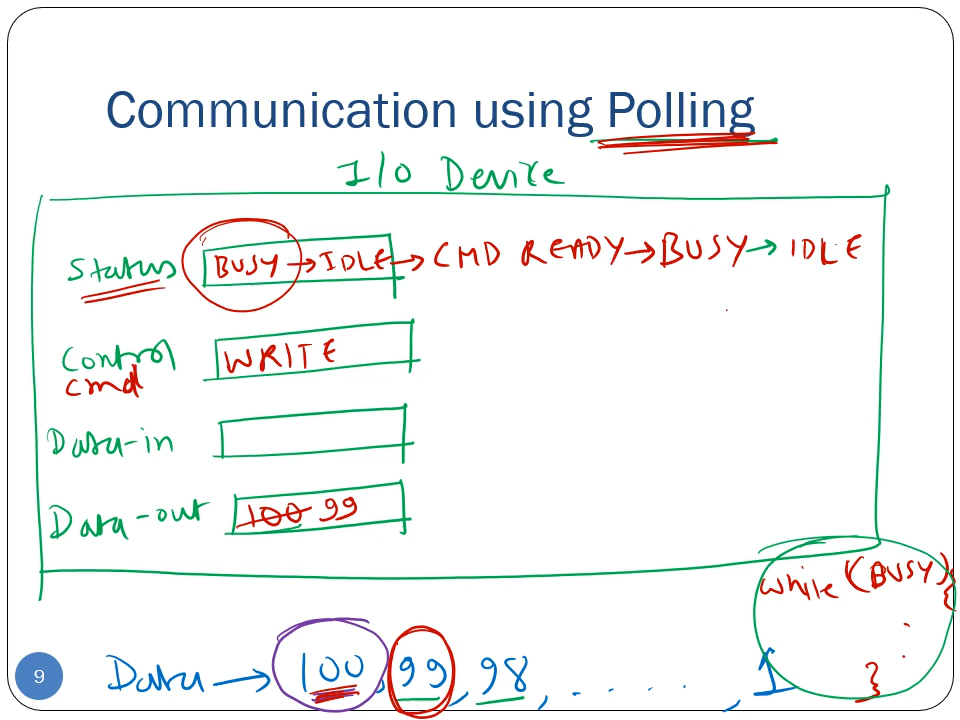 Communication using Polling
I/O Device
Status BUSY → IDLE → CMD READY → BUSY → IDLE
Control WRITE
cmd
Data-in
Data-out 100 99
while (BUSY) {
}
9 Data → 100, 99, 98, . . . . . . , 1